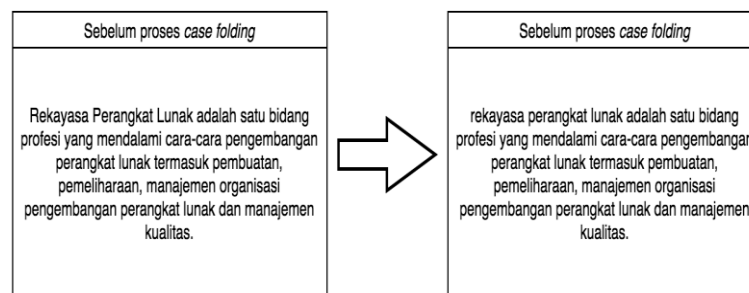 Sebelum proses case folding
Rekayasa Perangkat Lunak adalah satu bidang
profesi yang mendalami cara-cara pengembangan
perangkat lunak termasuk pembuatan,
pemeliharaan, manajemen organisasi
pengembangan perangkat lunak dan manajemen
kualitas.
Sebelum proses case folding
rekayasa perangkat lunak adalah satu bidang
profesi yang mendalami cara-cara pengembangan
perangkat lunak termasuk pembuatan,
pemeliharaan, manajemen organisasi
pengembangan perangkat lunak dan manajemen
kualitas.